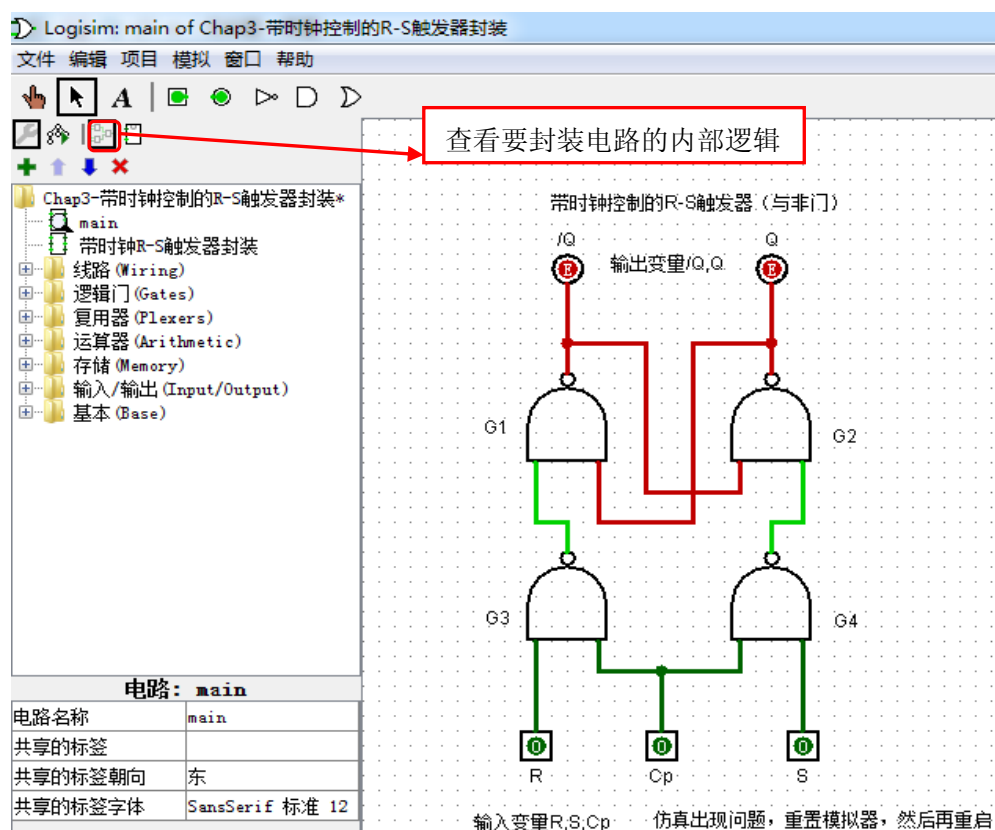 Logisim: main of Chap3-带时钟控制的R-S触发器封装
文件 编辑 项目 模拟 窗口 帮助
A
查看要封装电路的内部逻辑
Chap3-带时钟控制的R-S触发器封装*
main
带时钟R-S触发器封装
线路(Wiring)
逻辑门(Gates)
复用器(Plexers)
运算器(Arithmetic)
存储(Memory)
输入/输出(Input/Output)
基本(Base)
电路: main
电路名称 main
共享的标签
共享的标签朝向 东
共享的标签字体 SansSerif 标准 12
带时钟控制的R-S触发器(与非门)
/Q Q
E 输出变量/Q,Q E
G1 G2
G3 G4
0 0 0
R Cp S
输入变量R,S,Cp 仿真出现问题，重置模拟器，然后再重启